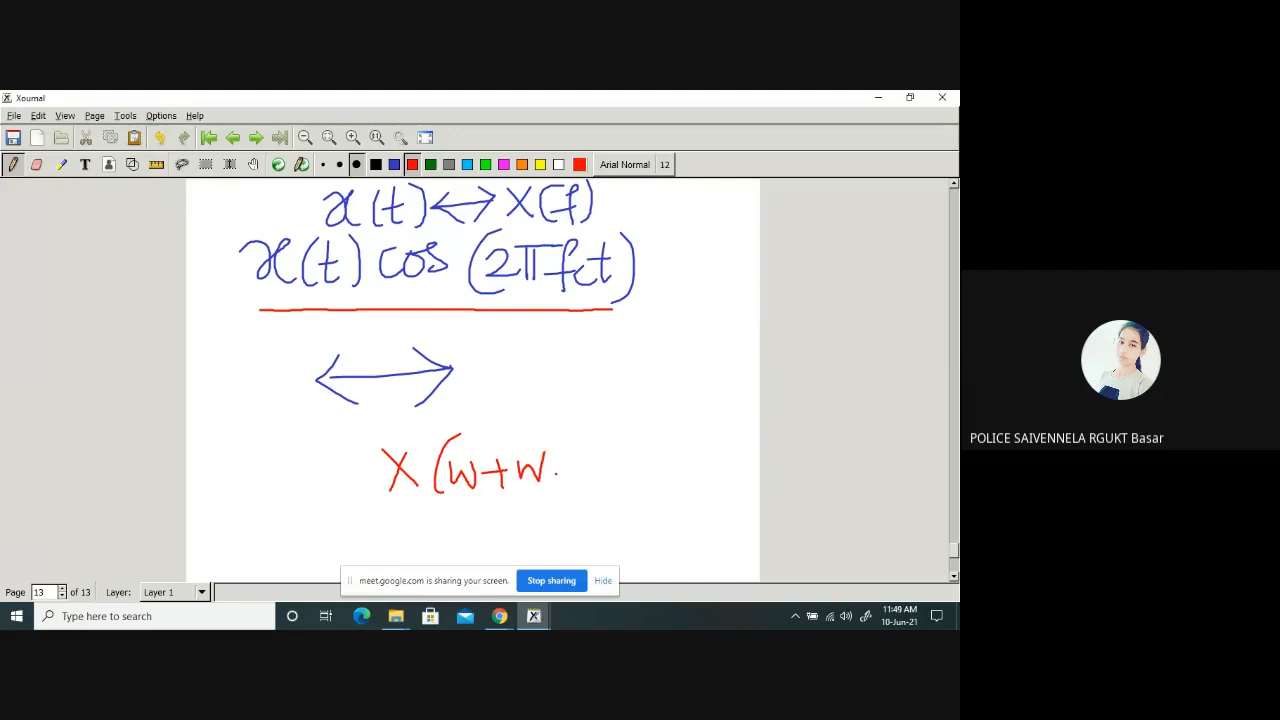 Xournal
File Edit View Page Tools Options Help
T Arial Normal 12
x(t) ↔ X(f)
x(t) cos (2πfct)
↔
X (w+w
POLICE SAIVENNELA RGUKT Basar
meet.google.com is sharing your screen. Stop sharing Hide
Page 13 of 13 Layer: Layer 1
Type here to search
11:49 AM
10-Jun-21